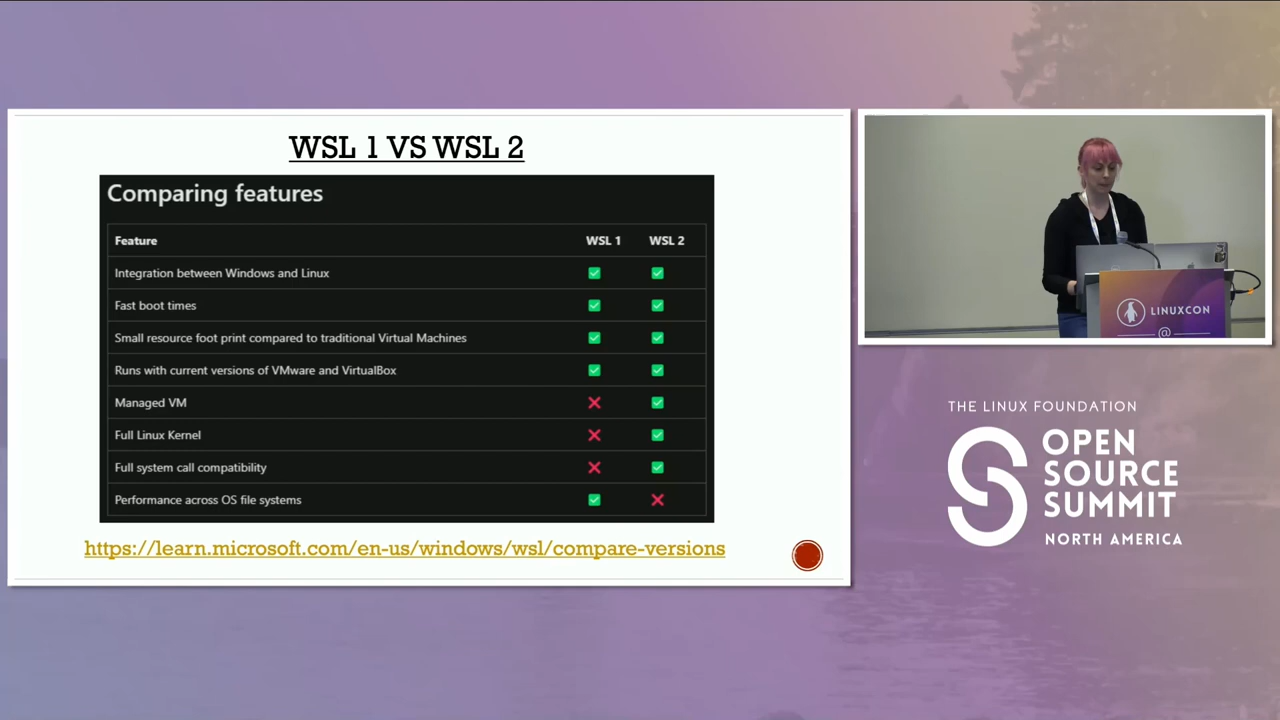 WSL 1 VS WSL 2
Comparing features
Feature WSL 1 WSL 2
Integration between Windows and Linux ✅ ✅
Fast boot times ✅ ✅
Small resource foot print compared to traditional Virtual Machines ✅ ✅
Runs with current versions of VMware and VirtualBox ✅ ✅
Managed VM ❌ ✅
Full Linux Kernel ❌ ✅
Full system call compatibility ❌ ✅
Performance across OS file systems ✅ ❌
https://learn.microsoft.com/en-us/windows/wsl/compare-versions
LINUXCON
@
THE LINUX FOUNDATION
OPEN
SOURCE
SUMMIT
NORTH AMERICA